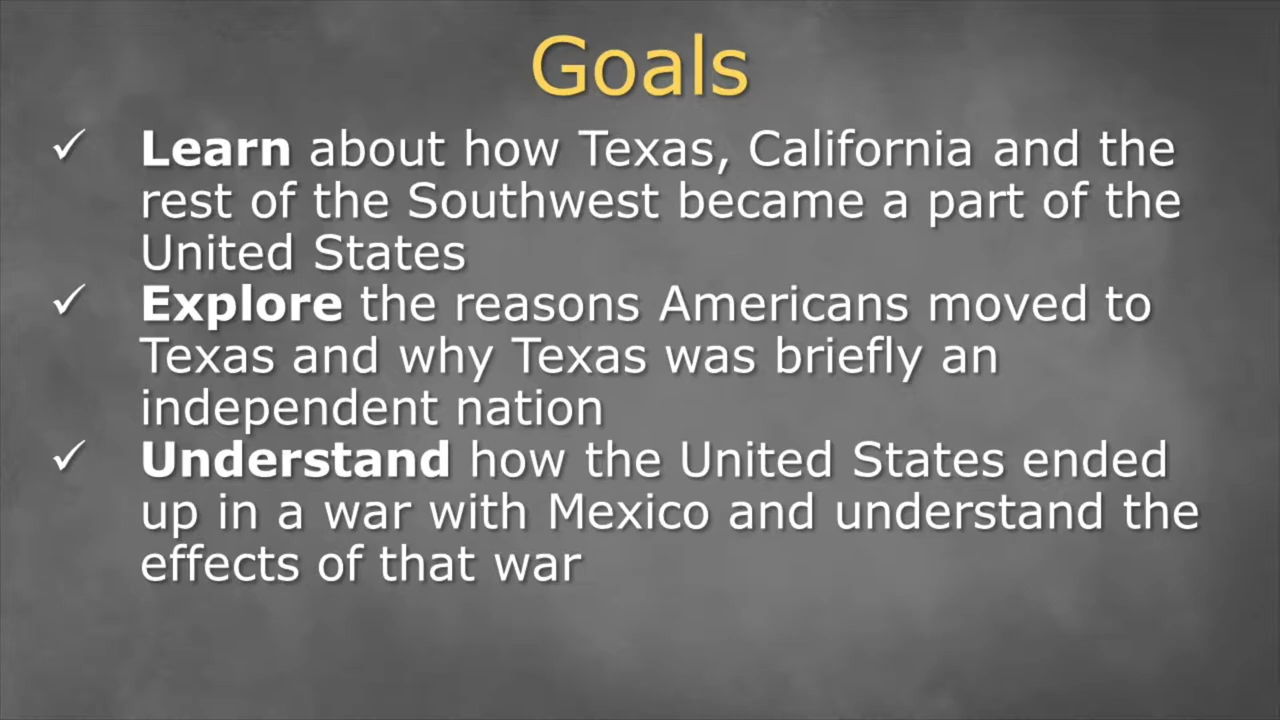 Goals
✓ Learn about how Texas, California and the
rest of the Southwest became a part of the
United States
✓ Explore the reasons Americans moved to
Texas and why Texas was briefly an
independent nation
✓ Understand how the United States ended
up in a war with Mexico and understand the
effects of that war